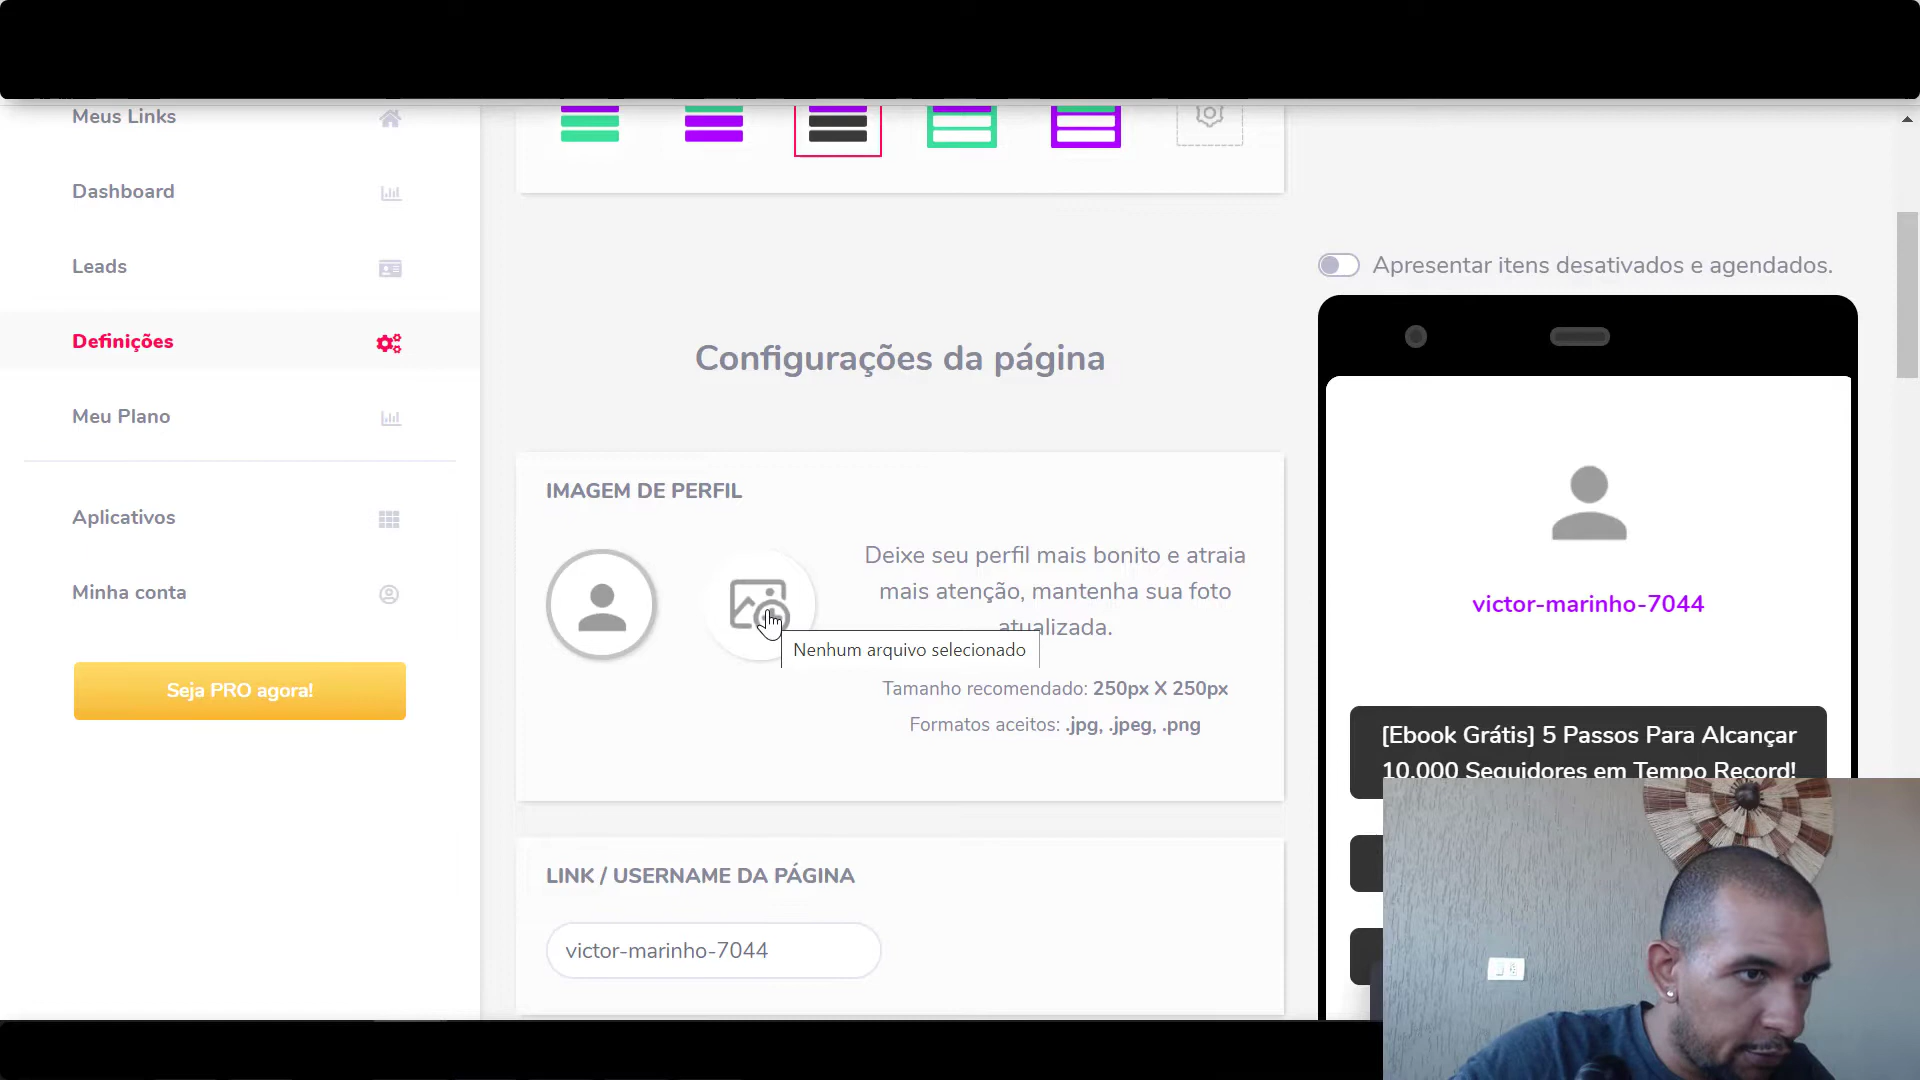 Meus Links
Dashboard
Leads
Definições
Meu Plano
Aplicativos
Minha conta
Seja PRO agora!
Configurações da página
IMAGEM DE PERFIL
Deixe seu perfil mais bonito e atraia
mais atenção, mantenha sua foto
atualizada.
Nenhum arquivo selecionado
Tamanho recomendado: 250px X 250px
Formatos aceitos: .jpg, .jpeg, .png
LINK / USERNAME DA PÁGINA
victor-marinho-7044
Apresentar itens desativados e agendados.
victor-marinho-7044
[Ebook Grátis] 5 Passos Para Alcançar
10.000 Seguidores em Tempo Record!